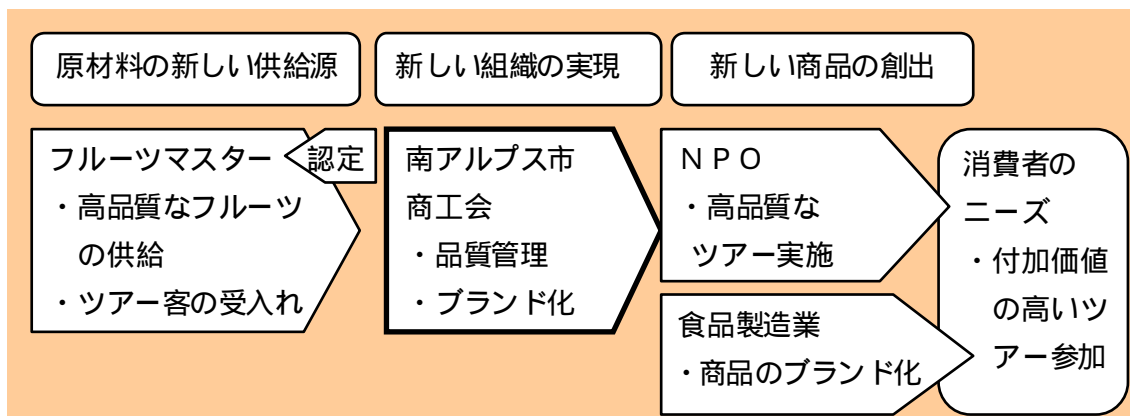 原材料の新しい供給源
新しい組織の実現
新しい商品の創出
フルーツマスター
・高品質なフルーツ
の供給
・ツアー客の受入れ
認定
南アルプス市
商工会
・品質管理
・ブランド化
ＮＰＯ
・高品質な
ツアー実施
食品製造業
・商品のブランド化
消費者の
ニーズ
・付加価値
の高いツ
アー参加